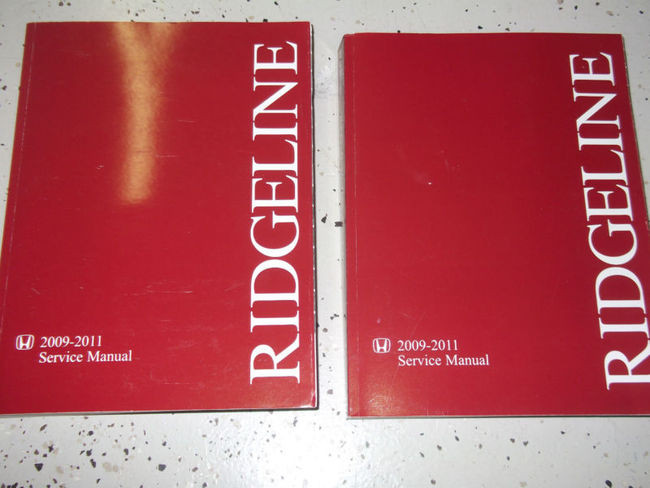 RIDGELINE
2009-2011
Service Manual
RIDGELINE
2009-2011
Service Manual